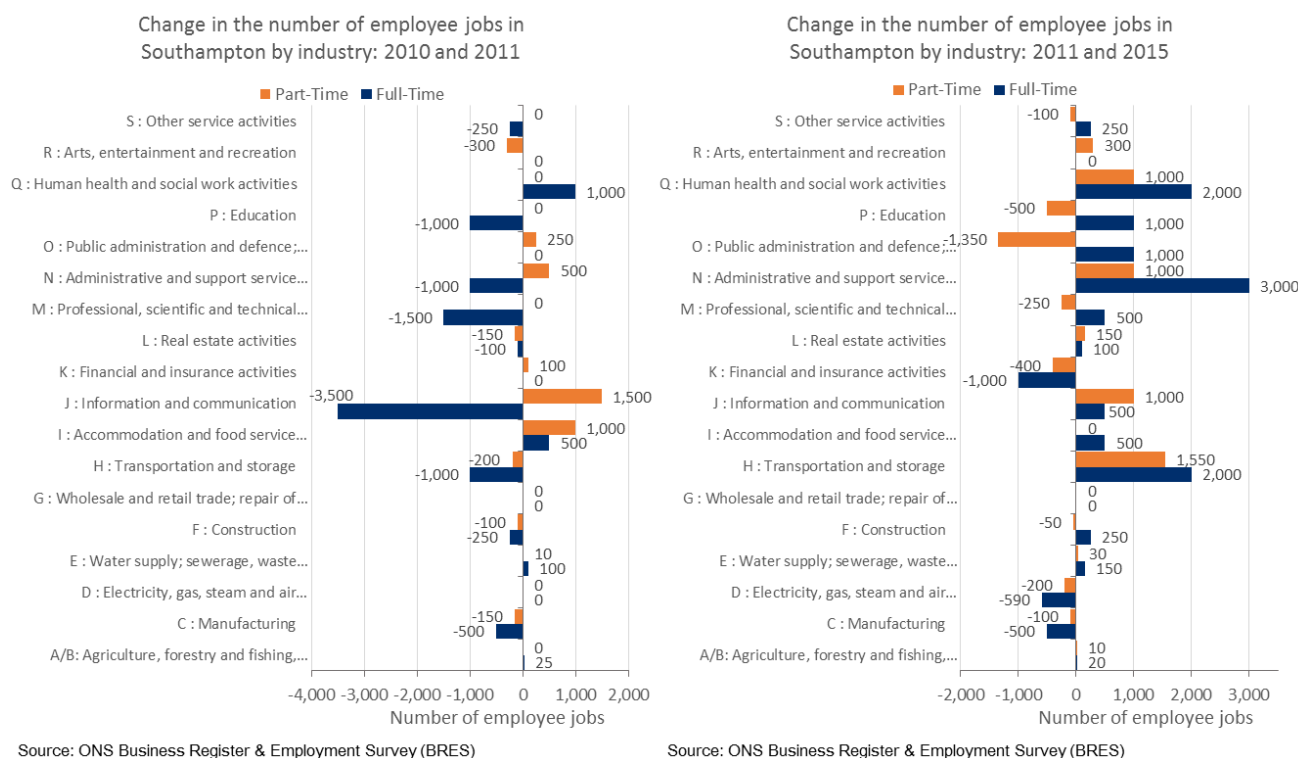 Change in the number of employee jobs in
Southampton by industry: 2010 and 2011
Part-Time Full-Time
S : Other service activities
0
-250
R : Arts, entertainment and recreation
-300
0
Q : Human health and social work activities
0
1,000
P : Education
0
-1,000
O : Public administration and defence;...
250
0
N : Administrative and support service...
500
-1,000
M : Professional, scientific and technical...
0
-1,500
L : Real estate activities
-150
-100
K : Financial and insurance activities
100
0
J : Information and communication
1,500
-3,500
I : Accommodation and food service...
1,000
500
H : Transportation and storage
-200
-1,000
G : Wholesale and retail trade; repair of...
0
0
F : Construction
-100
-250
E : Water supply; sewerage, waste...
10
100
D : Electricity, gas, steam and air...
0
0
C : Manufacturing
-150
-500
A/B: Agriculture, forestry and fishing,...
0
25
-4,000 -3,000 -2,000 -1,000 0 1,000 2,000
Number of employee jobs
Source: ONS Business Register & Employment Survey (BRES)
Change in the number of employee jobs in
Southampton by industry: 2011 and 2015
Part-Time Full-Time
S : Other service activities
-100
250
R : Arts, entertainment and recreation
300
0
Q : Human health and social work activities
1,000
2,000
P : Education
-500
1,000
O : Public administration and defence;...
-1,350
1,000
N : Administrative and support service...
1,000
3,000
M : Professional, scientific and technical...
-250
500
L : Real estate activities
150
100
K : Financial and insurance activities
-400
-1,000
J : Information and communication
1,000
500
I : Accommodation and food service...
0
500
H : Transportation and storage
1,550
2,000
G : Wholesale and retail trade; repair of...
0
0
F : Construction
-50
250
E : Water supply; sewerage, waste...
30
150
D : Electricity, gas, steam and air...
-200
-590
C : Manufacturing
-100
-500
A/B: Agriculture, forestry and fishing,...
10
20
-2,000 -1,000 0 1,000 2,000 3,000
Number of employee jobs
Source: ONS Business Register & Employment Survey (BRES)